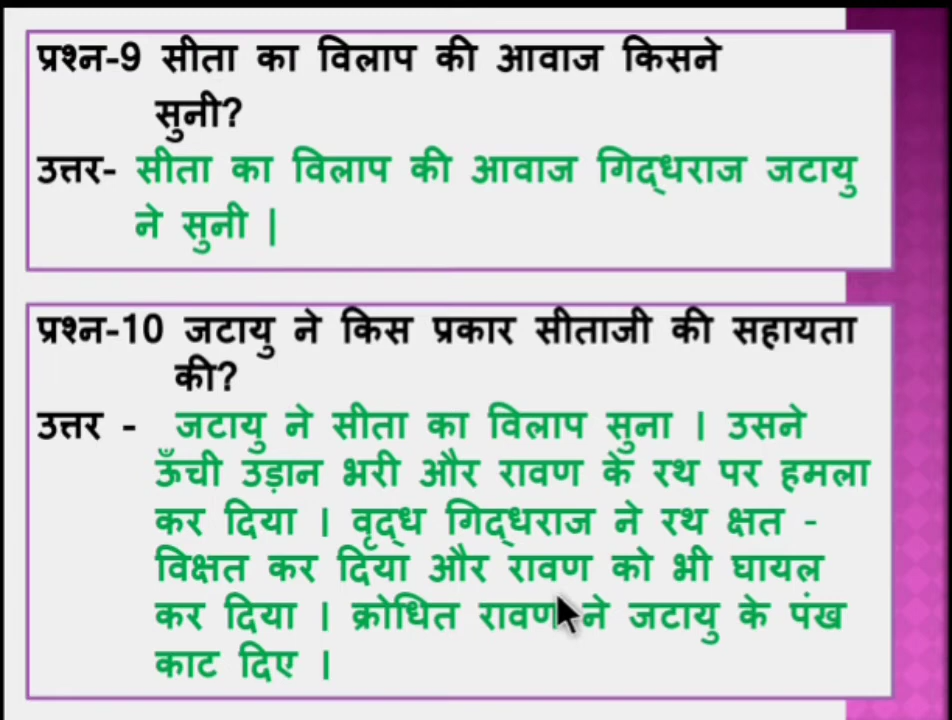 प्रश्न-9 सीता का विलाप की आवाज किसने
सुनी?
उत्तर- सीता का विलाप की आवाज गिद्धराज जटायु
ने सुनी |
प्रश्न-10 जटायु ने किस प्रकार सीताजी की सहायता
की?
उत्तर - जटायु ने सीता का विलाप सुना | उसने
ऊँची उड़ान भरी और रावण के रथ पर हमला
कर दिया | वृद्ध गिद्धराज ने रथ क्षत -
विक्षत कर दिया और रावण को भी घायल
कर दिया | क्रोधित रावण ने जटायु के पंख
काट दिए |